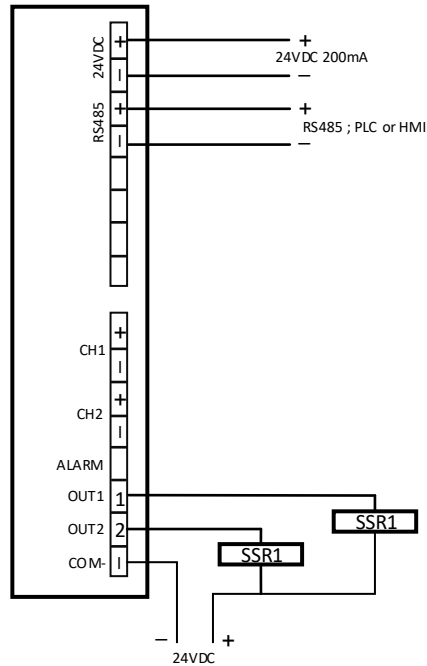 24VDC
+
−
+
24VDC 200mA
−
RS485
+
−
+
RS485 ; PLC or HMI
−
CH1
+
−
CH2
+
−
ALARM
OUT1 1
SSR1
OUT2 2
SSR1
COM- −
− +
24VDC